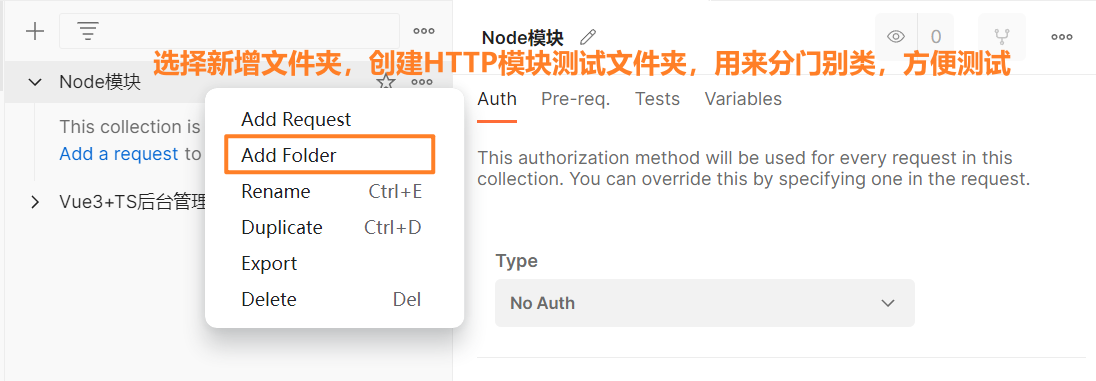 Node模块
0
选择新增文件夹，创建HTTP模块测试文件夹，用来分门别类，方便测试
Node模块
This collection is
Add a request to
Vue3+TS后台管理
Add Request
Add Folder
Rename Ctrl+E
Duplicate Ctrl+D
Export
Delete Del
Auth Pre-req. Tests Variables
This authorization method will be used for every request in this
collection. You can override this by specifying one in the request.
Type
No Auth